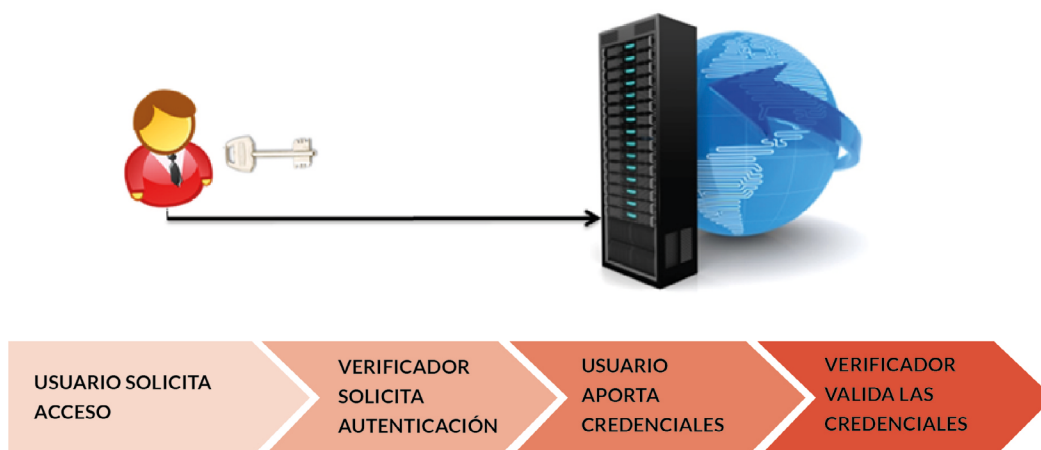 USUARIO SOLICITA
ACCESO
VERIFICADOR
SOLICITA
AUTENTICACIÓN
USUARIO
APORTA
CREDENCIALES
VERIFICADOR
VALIDA LAS
CREDENCIALES